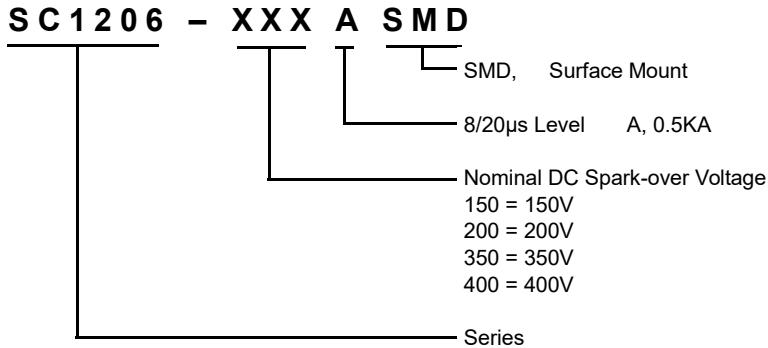 SC1206 – XXX A SMD
SMD, Surface Mount
8/20µs Level A, 0.5KA
Nominal DC Spark-over Voltage
150 = 150V
200 = 200V
350 = 350V
400 = 400V
Series